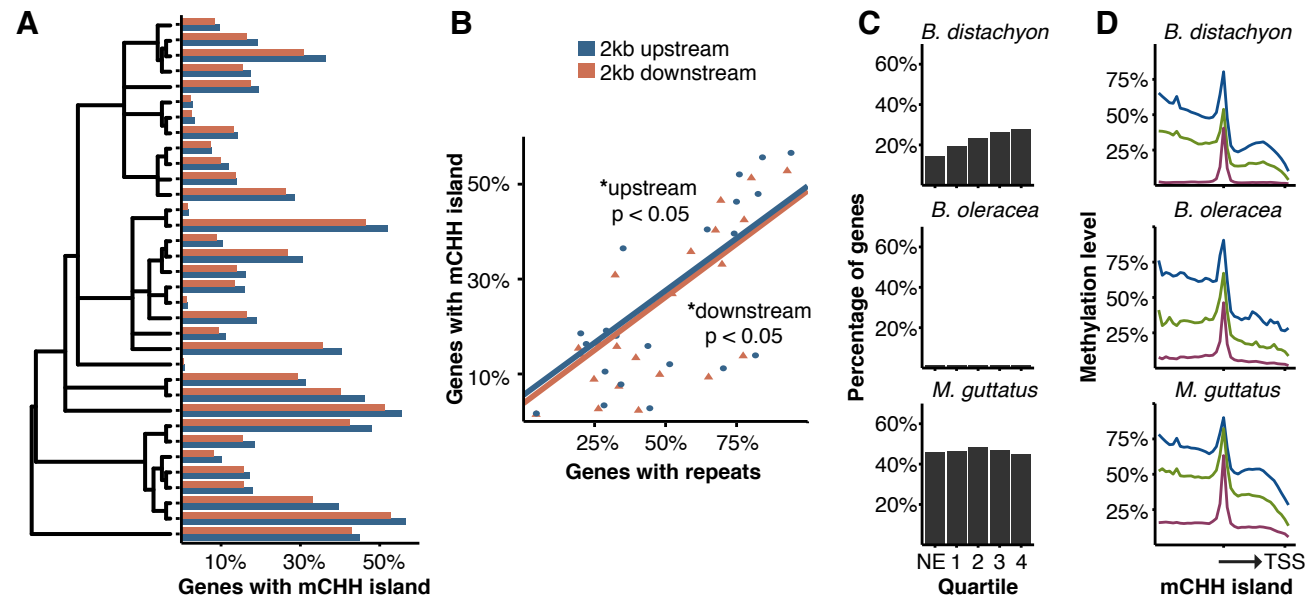 A
10%
30%
50%
Genes with mCHH island
B
2kb upstream
2kb downstream
Genes with mCHH island
50%
30%
10%
*upstream
p < 0.05
*downstream
p < 0.05
25%
50%
75%
Genes with repeats
C
Percentage of genes
B. distachyon
60%
40%
20%
B. oleracea
60%
40%
20%
M. guttatus
60%
40%
20%
NE 1 2 3 4
Quartile
D
Methylation level
B. distachyon
75%
50%
25%
B. oleracea
75%
50%
25%
M. guttatus
75%
50%
25%
TSS
mCHH island